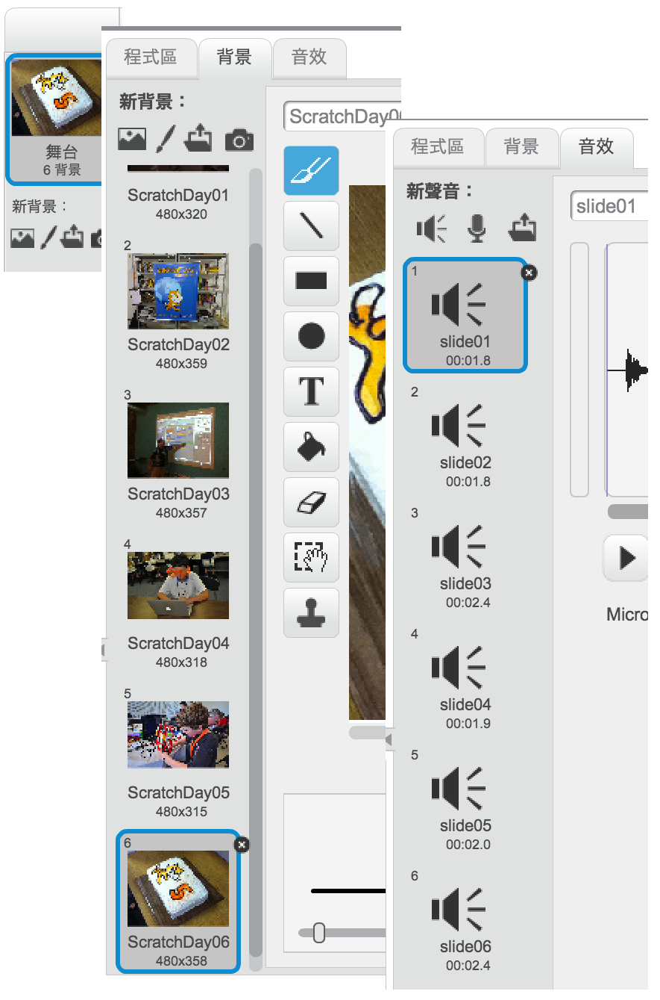 舞台
6 背景
新背景：
程式區
背景
音效
新背景：
ScratchDay01
480x320
2
ScratchDay02
480x359
3
ScratchDay03
480x357
4
ScratchDay04
480x318
5
ScratchDay05
480x315
6
ScratchDay06
480x358
ScratchDay0
T
程式區
背景
音效
新聲音：
slide01
1
slide01
00:01.8
2
slide02
00:01.8
3
slide03
00:02.4
4
slide04
00:01.9
5
slide05
00:02.0
6
slide06
00:02.4
Micro